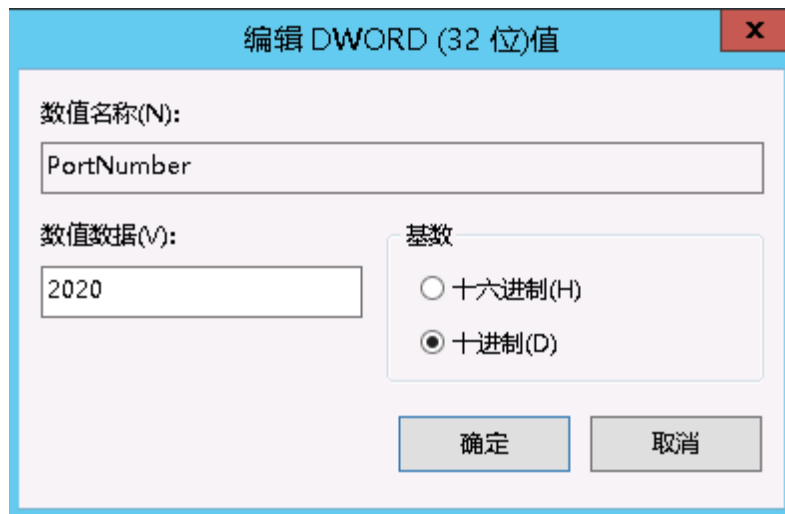 编辑 DWORD (32 位)值
x
数值名称(N):
PortNumber
数值数据(V):
2020
基数
十六进制(H)
十进制(D)
确定
取消